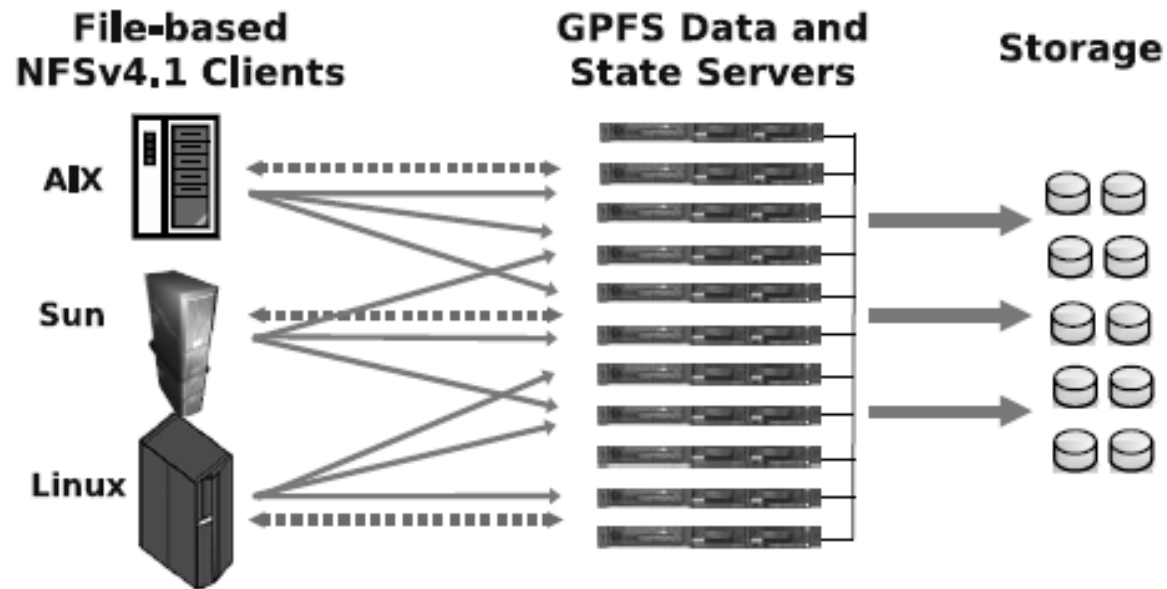 File-based
NFSv4.1 Clients
GPFS Data and
State Servers
Storage
AIX
Sun
Linux